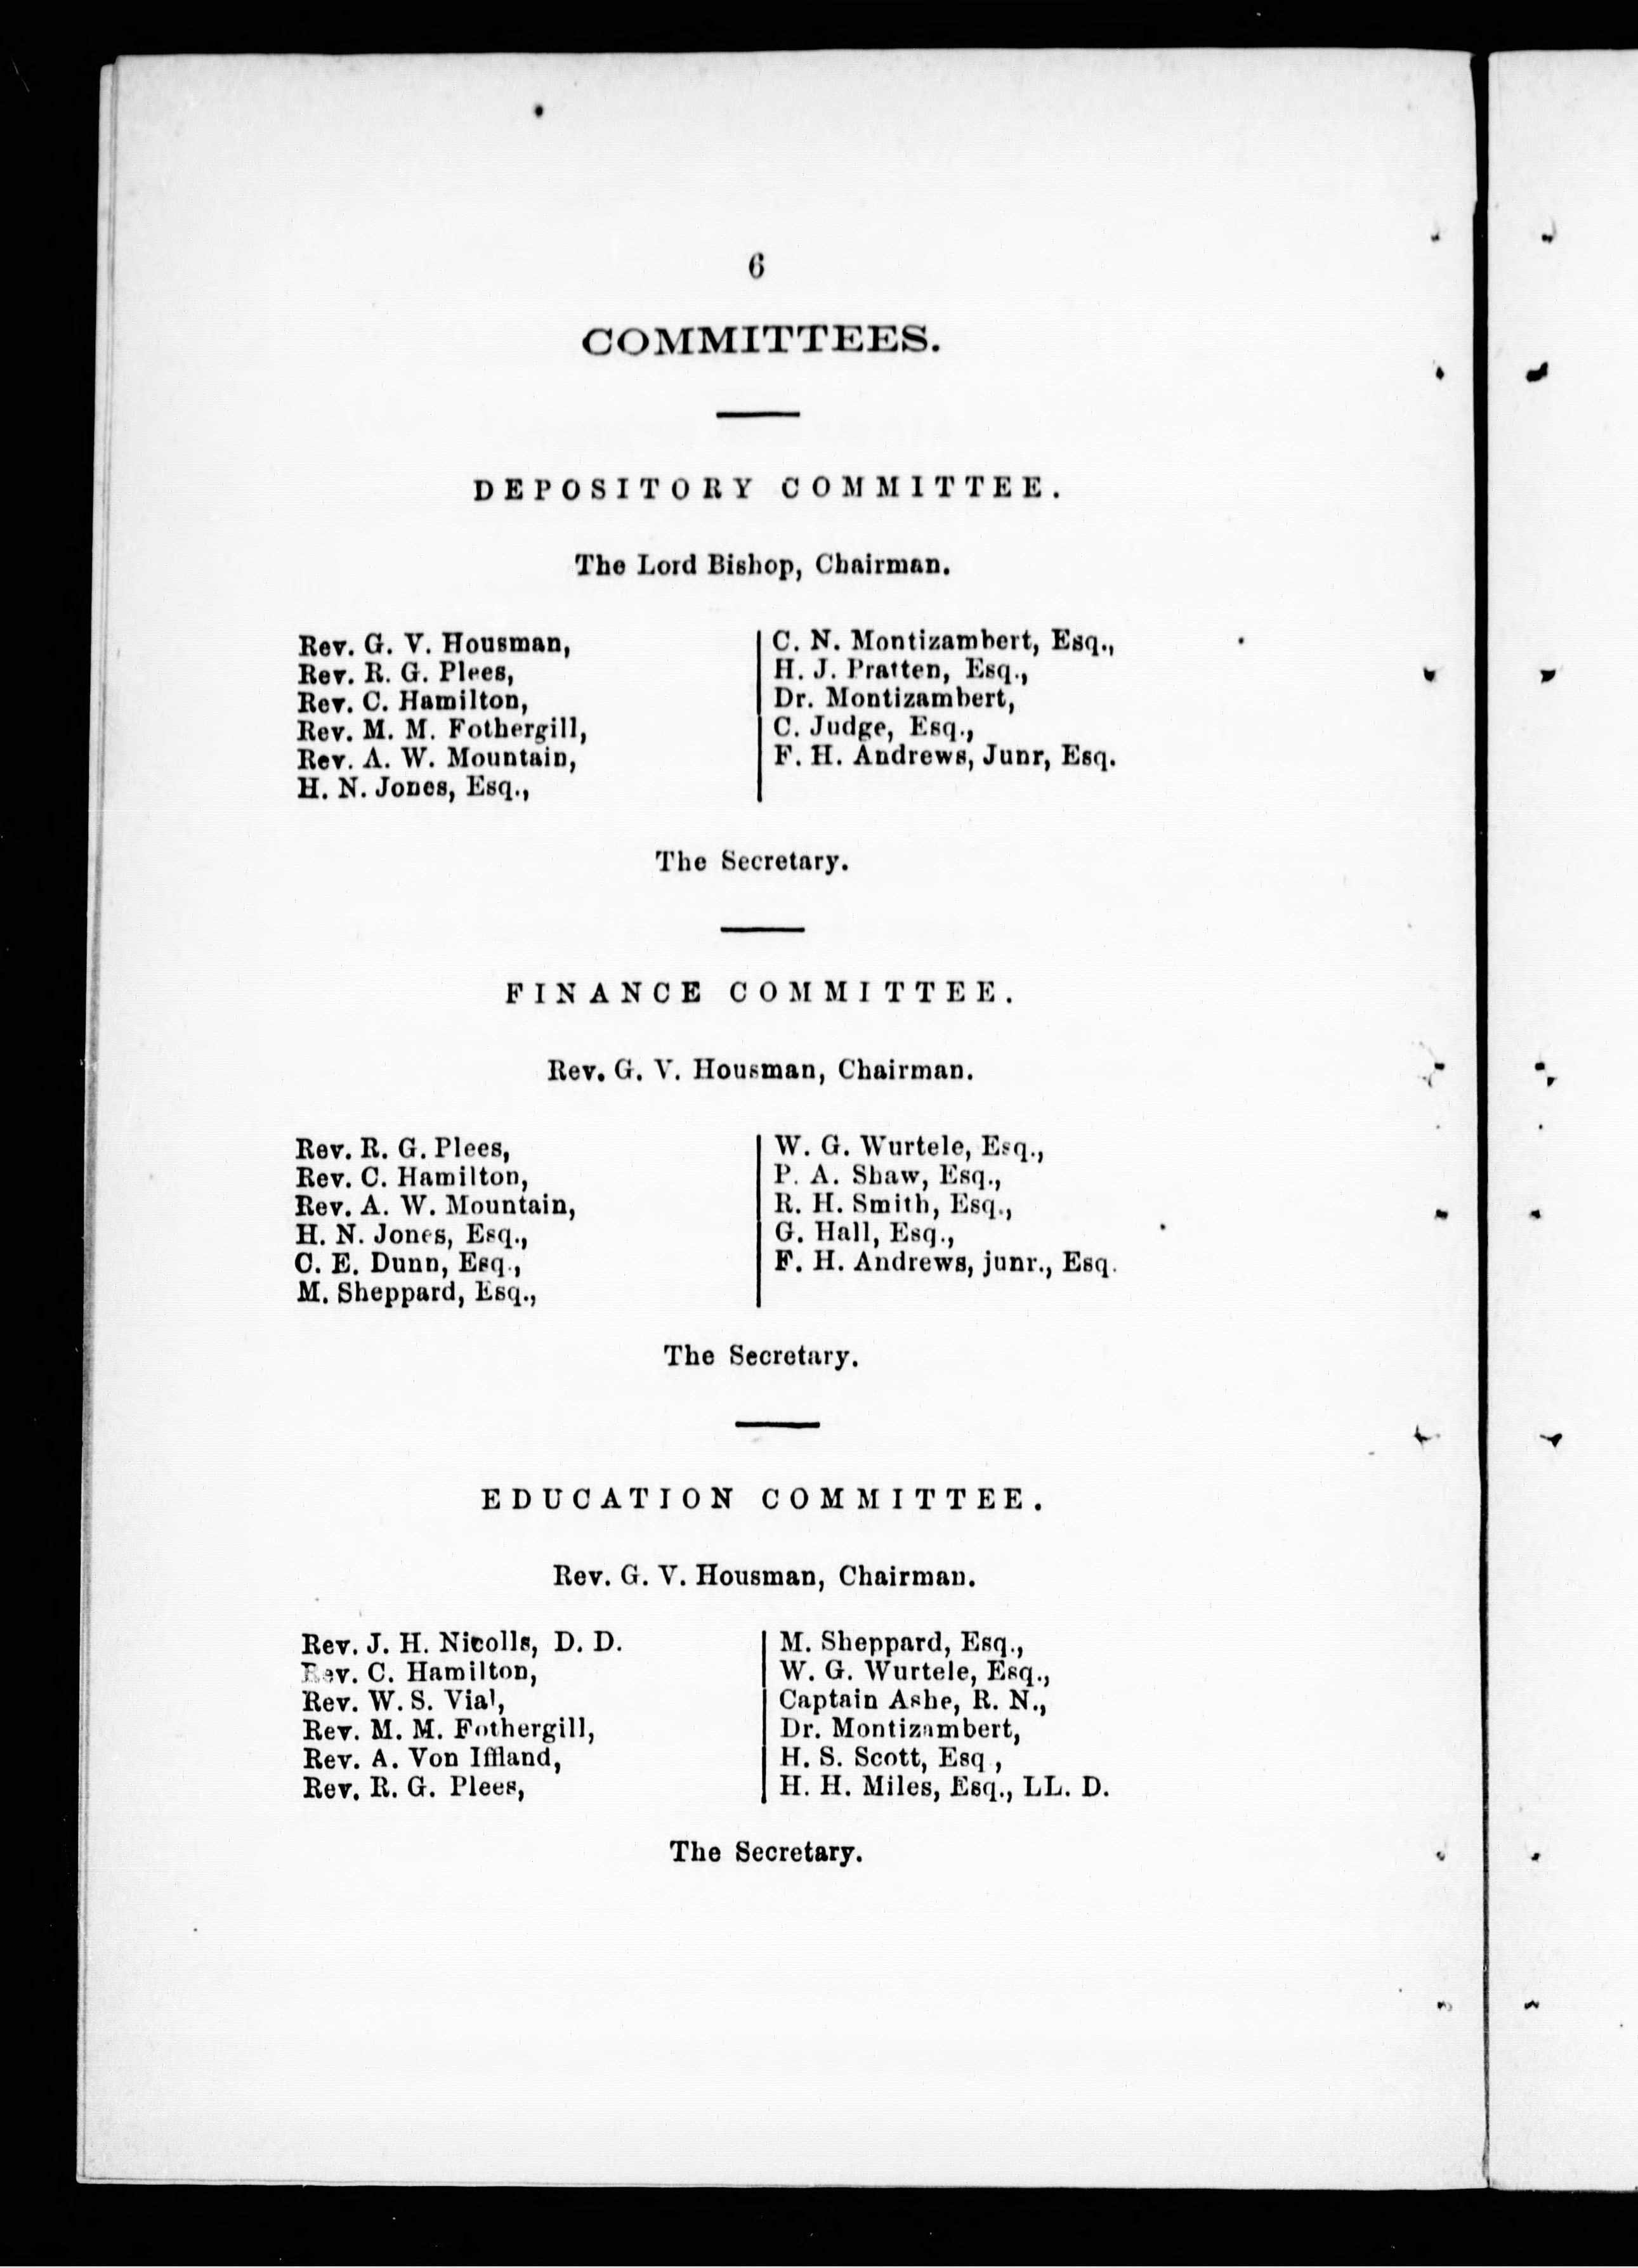 6
COMMITTEES.
DEPOSITORY COMMITTEE.
The Lord Bishop, Chairman.
Rev. G. V. Housman,
Rev. R. G. Plees,
Rev. C. Hamilton,
Rev. M. M. Fothergill,
Rev. A. W. Mountain,
H. N. Jones, Esq.,
C. N. Montizambert, Esq.,
H. J. Pratten, Esq.,
Dr. Montizambert,
C. Judge, Esq.,
F. H. Andrews, Junr, Esq.
The Secretary.
FINANCE COMMITTEE.
Rev. G. V. Housman, Chairman.
Rev. R. G. Plees,
Rev. C. Hamilton,
Rev. A. W. Mountain,
H. N. Jones, Esq.,
C. E. Dunn, Esq.,
M. Sheppard, Esq.,
W. G. Wurtele, Esq.,
P. A. Shaw, Esq.,
R. H. Smith, Esq.,
G. Hall, Esq.,
F. H. Andrews, junr., Esq.
The Secretary.
EDUCATION COMMITTEE.
Rev. G. V. Housman, Chairman.
Rev. J. H. Nicolls, D. D.
Rev. C. Hamilton,
Rev. W. S. Vial,
Rev. M. M. Fothergill,
Rev. A. Von Iffland,
Rev. R. G. Plees,
M. Sheppard, Esq.,
W. G. Wurtele, Esq.,
Captain Ashe, R. N.,
Dr. Montizambert,
H. S. Scott, Esq.,
H. H. Miles, Esq., LL. D.
The Secretary.